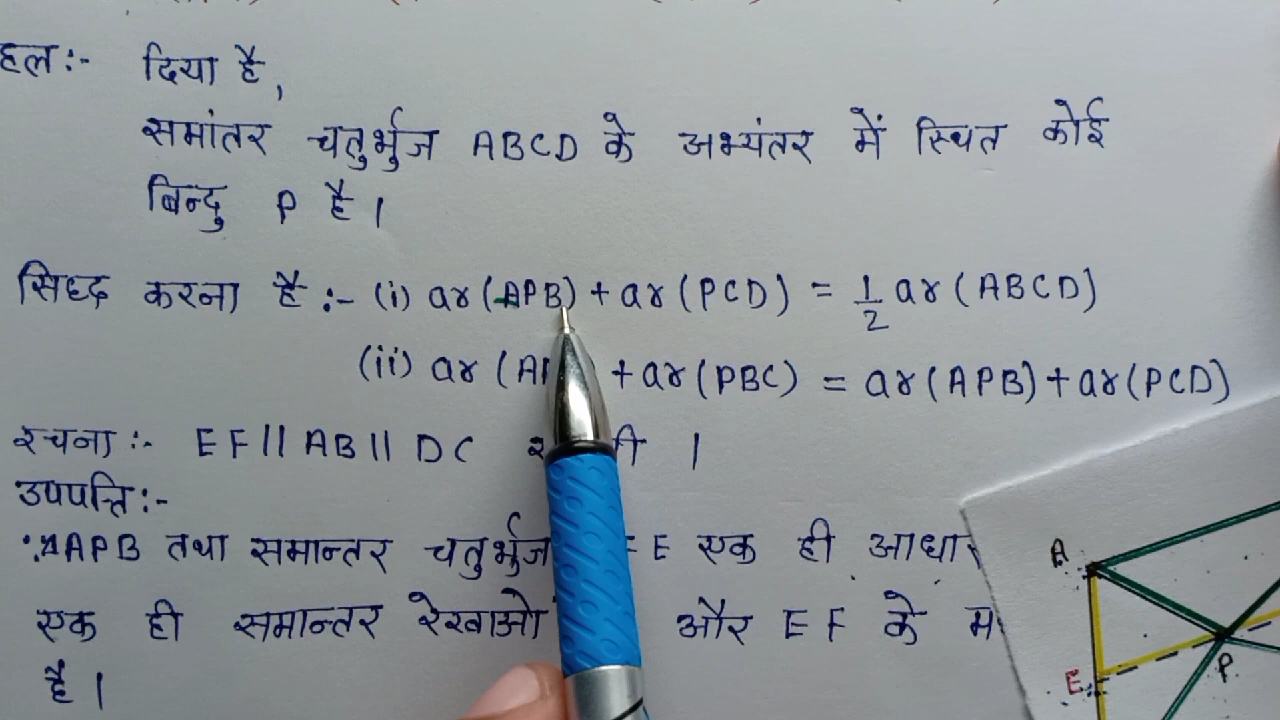 हल:- दिया है,
समांतर चतुर्भुज ABCD के अभ्यंतर में स्थित कोई
बिन्दु P है।
सिध्द करना है:- (i) ar(APB) + ar(PCD) = 1/2 ar(ABCD)
(ii) ar ( + ar(PBC) = ar(APB) + ar(PCD)
रचना:- EF || AB || DC ।
उपपत्ति:-
∵ APB तथा समान्तर चतुर्भुज एक ही
एक ही समान्तर और EF के
है।
A
E
P